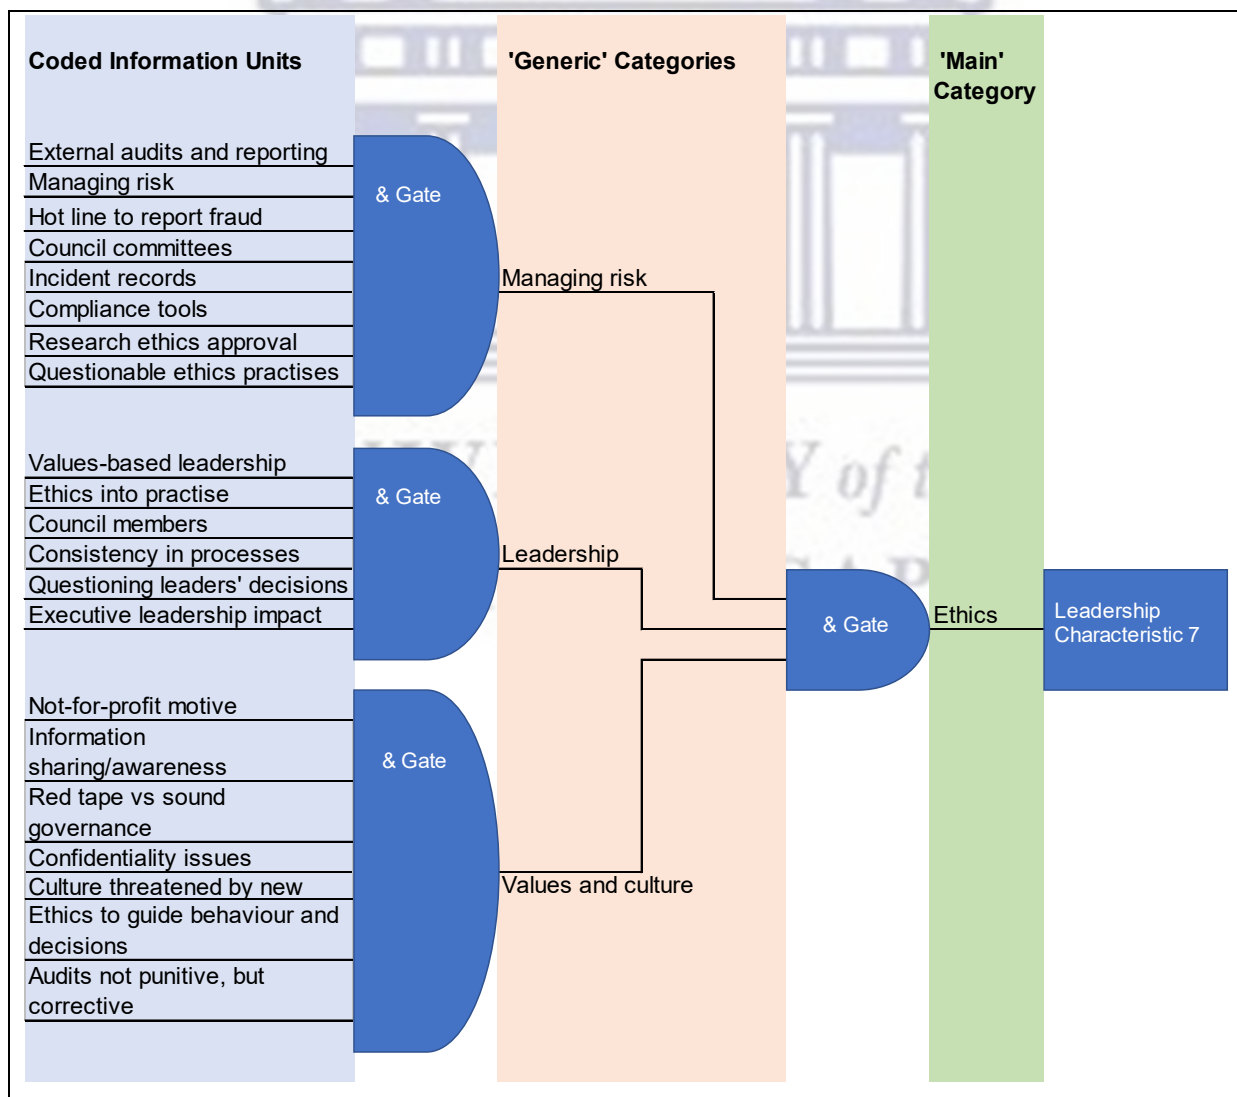 Coded Information Units
'Generic' Categories
'Main'
Category
External audits and reporting
Managing risk
Hot line to report fraud
Council committees
Incident records
Compliance tools
Research ethics approval
Questionable ethics practises
& Gate
Managing risk
Values-based leadership
Ethics into practise
Council members
Consistency in processes
Questioning leaders' decisions
Executive leadership impact
& Gate
Leadership
Not-for-profit motive
Information
sharing/awareness
Red tape vs sound
governance
Confidentiality issues
Culture threatened by new
Ethics to guide behaviour and
decisions
Audits not punitive, but
corrective
& Gate
Values and culture
& Gate
Ethics
Leadership
Characteristic 7
of